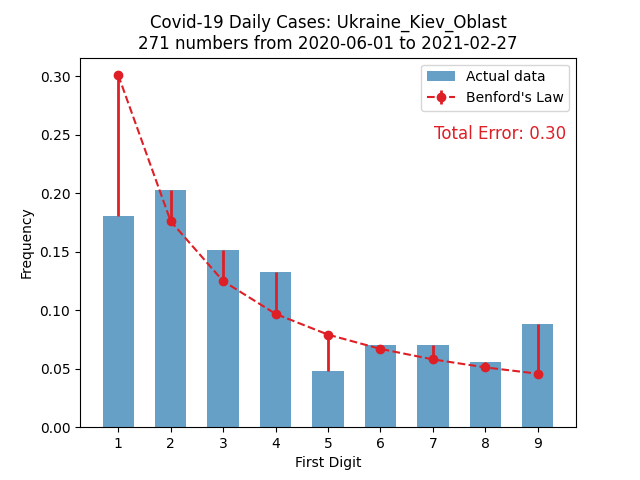 Covid-19 Daily Cases: Ukraine_Kiev_Oblast
271 numbers from 2020-06-01 to 2021-02-27
Actual data
Benford's Law
Total Error: 0.30
Frequency
0.30
0.25
0.20
0.15
0.10
0.05
0.00
1 2 3 4 5 6 7 8 9
First Digit